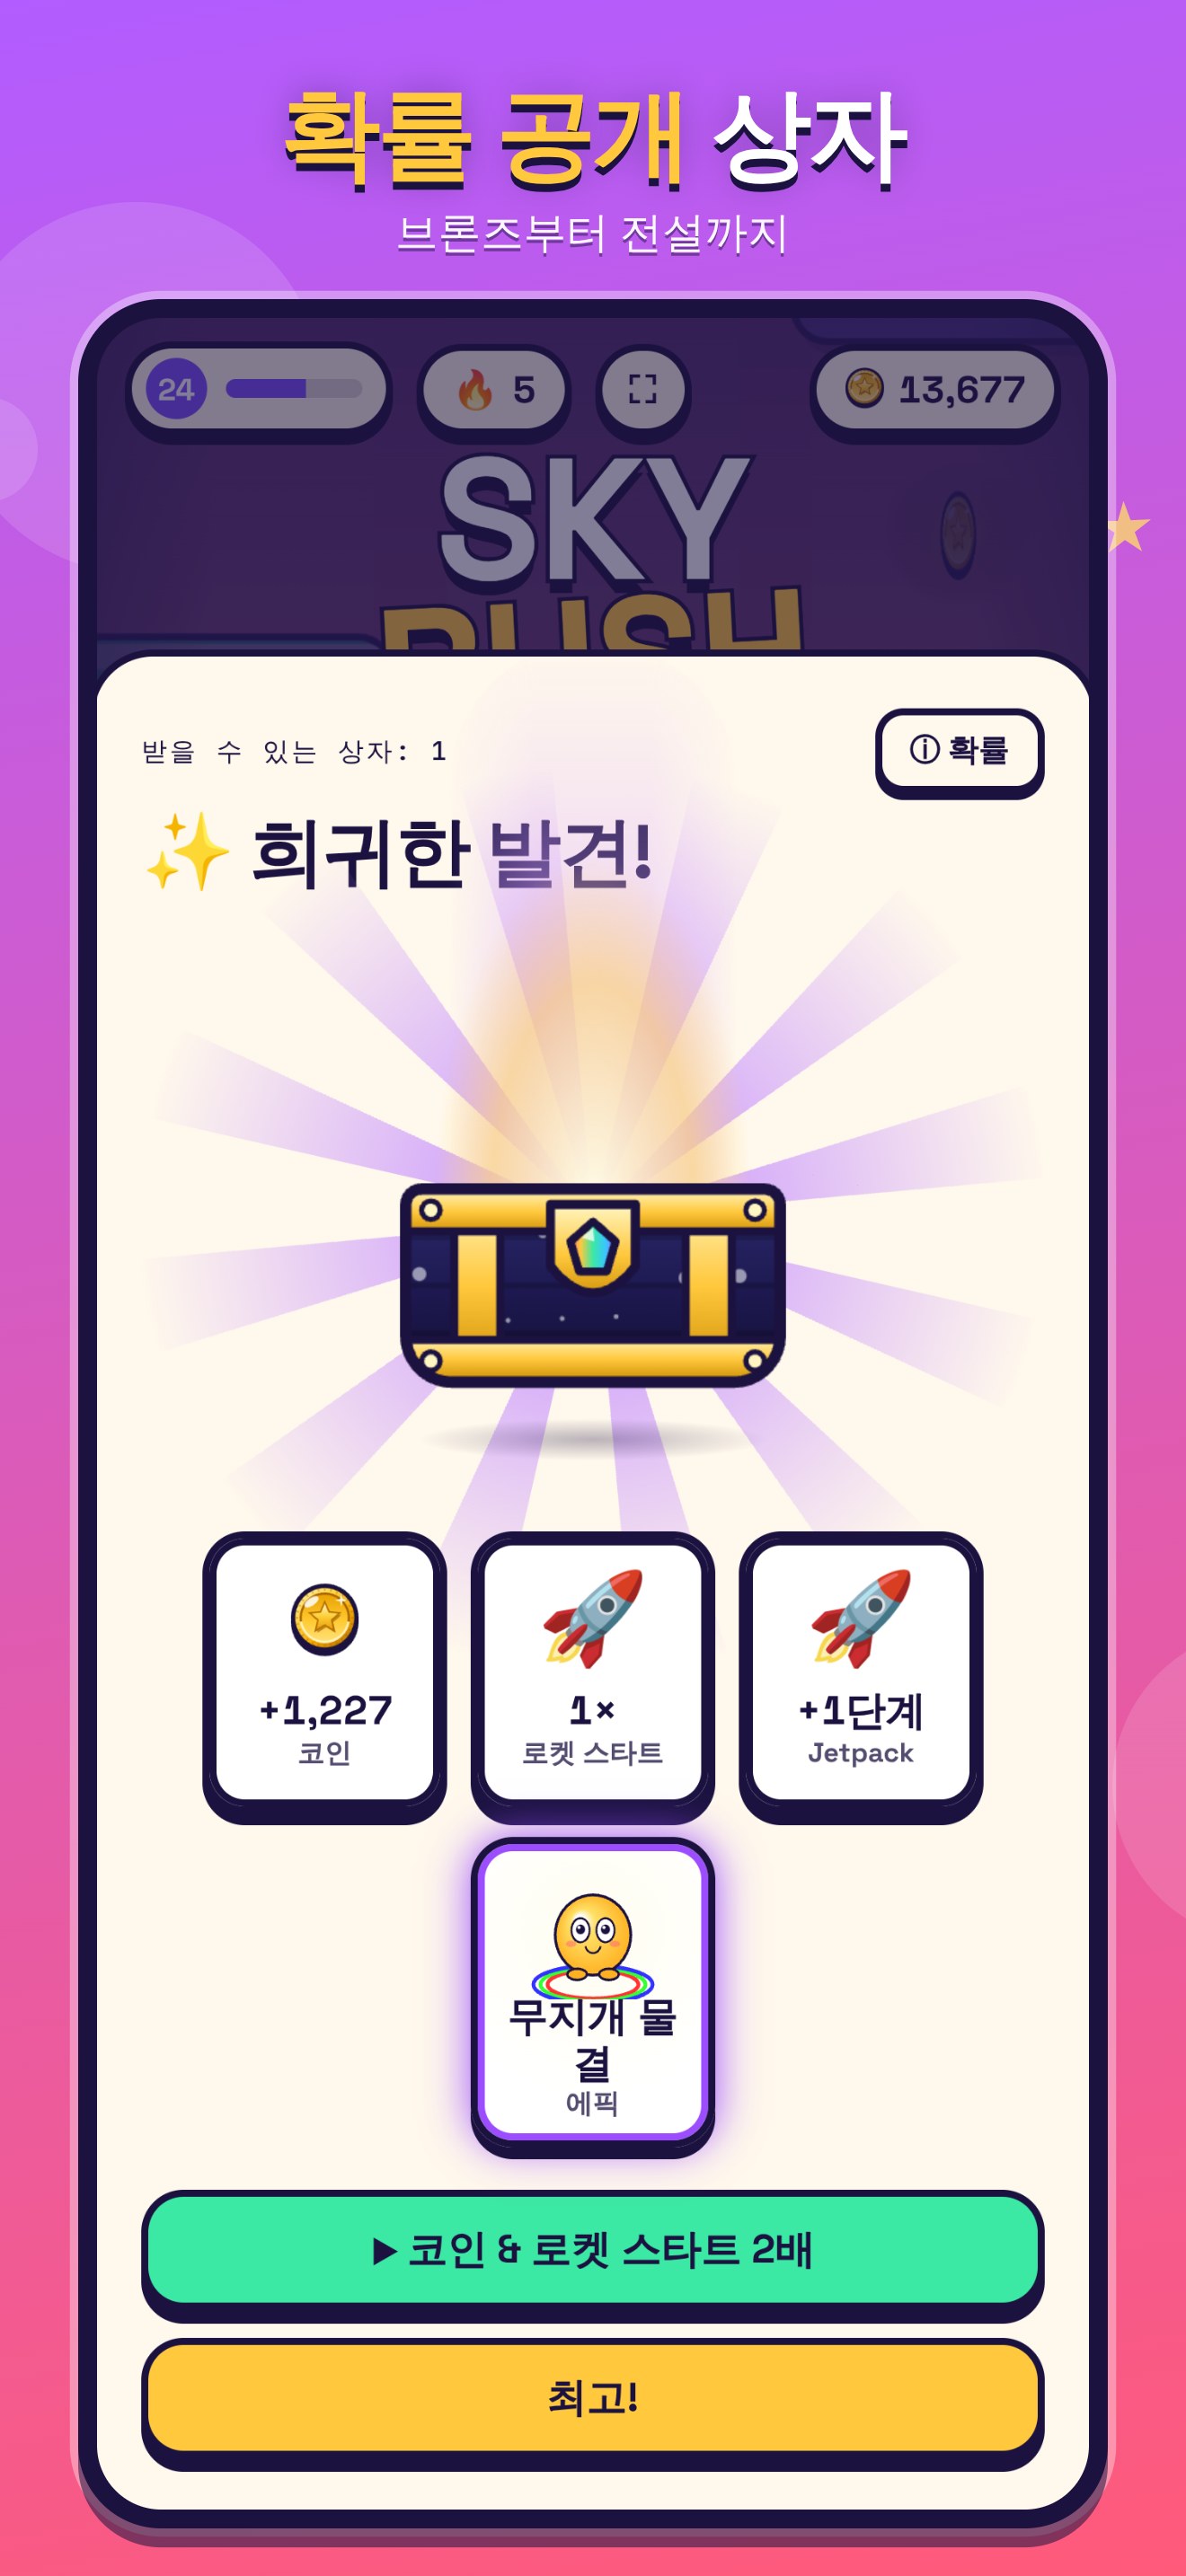 확률 공개 상자
브론즈부터 전설까지
24
5
13,677
SKY
RUSH
받을 수 있는 상자: 1
ⓘ 확률
✨ 희귀한 발견!
+1,227
코인
1×
로켓 스타트
+1단계
Jetpack
무지개 물
결
에픽
▶ 코인 & 로켓 스타트 2배
최고!